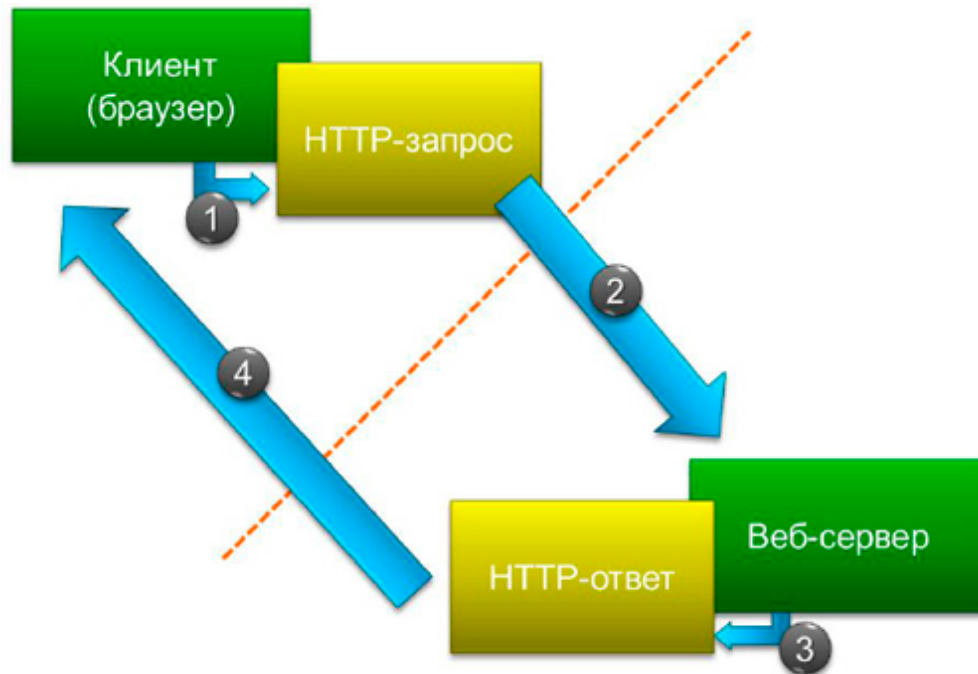 Клиент
(браузер)
HTTP-запрос
1
2
4
Веб-сервер
HTTP-ответ
3